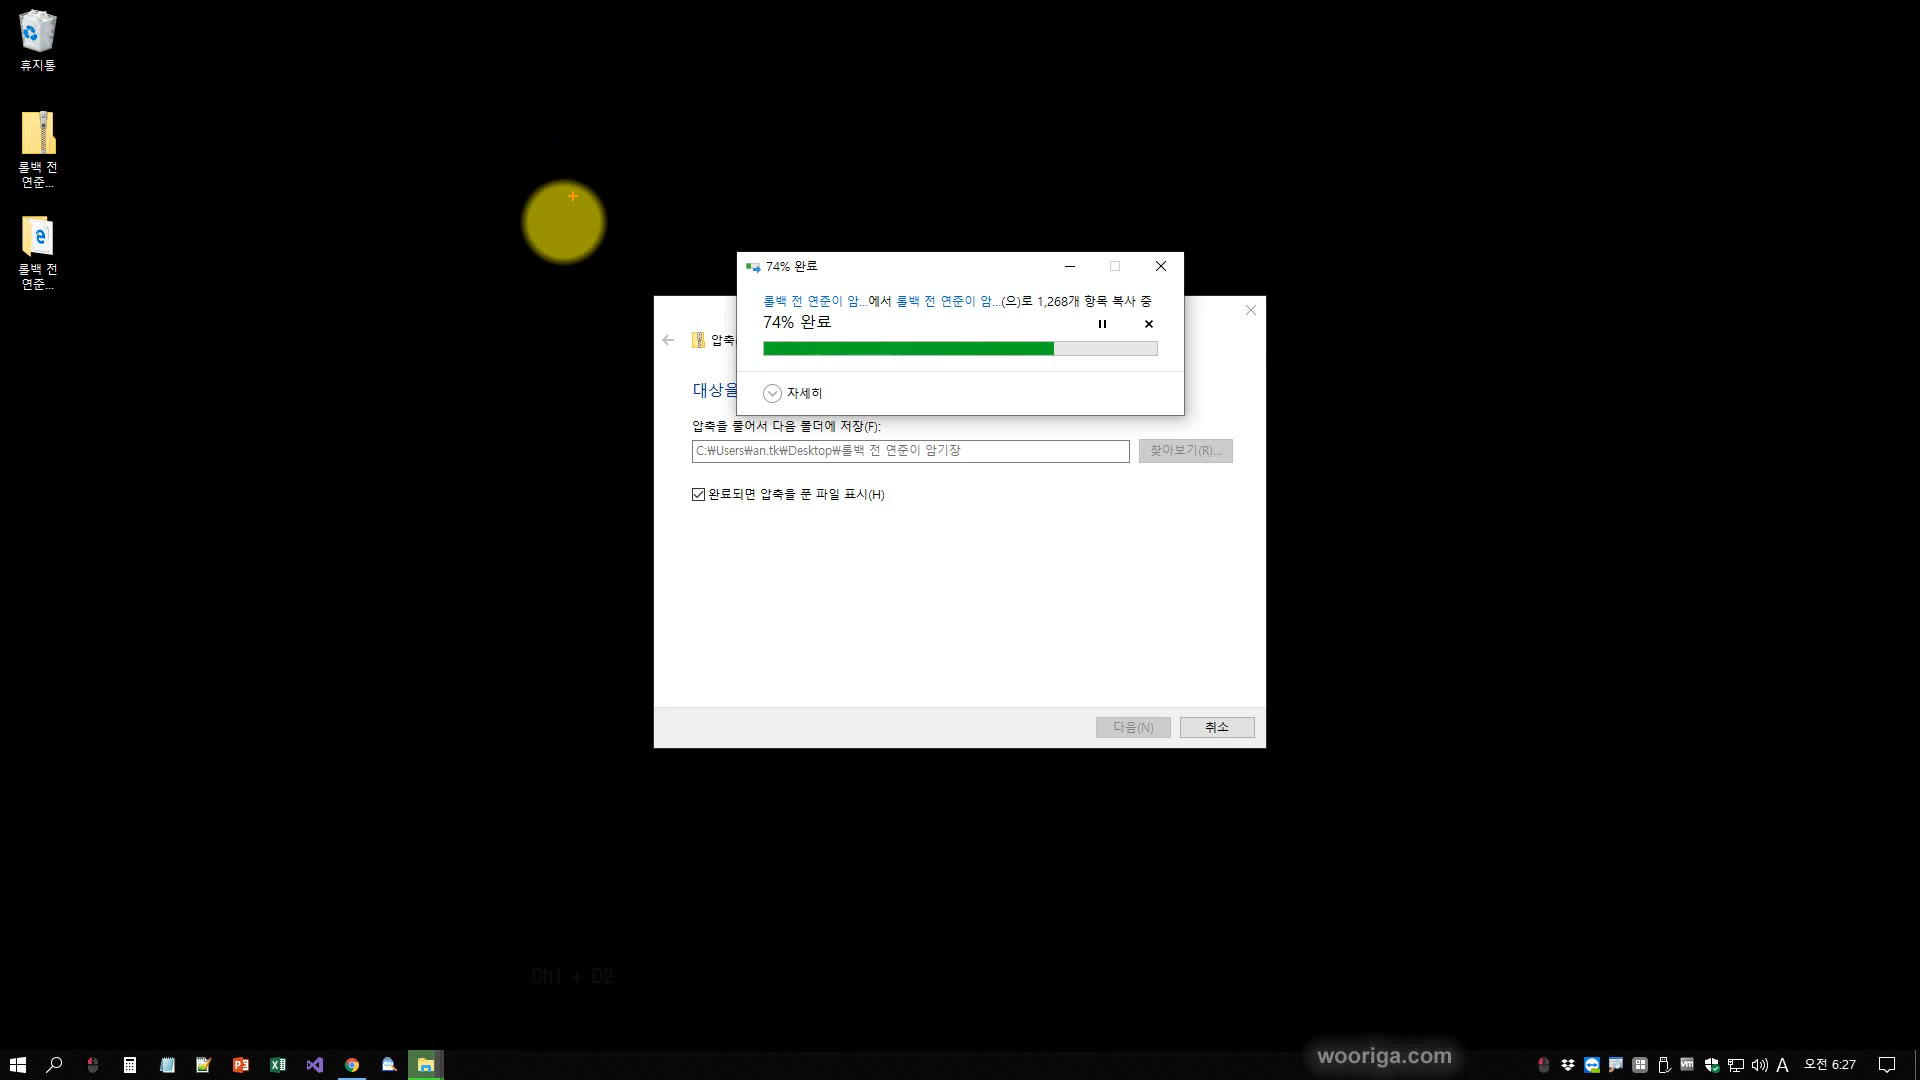 휴지통
롤백 전
연준...
롤백 전
연준...
74% 완료
롤백 전 연준이 암...에서 롤백 전 연준이 암...(으)로 1,268개 항목 복사 중
74% 완료
자세히
압축
대상을
압축을 풀어서 다음 폴더에 저장(F):
C:₩Users₩an.tk₩Desktop₩롤백 전 연준이 암기장
찾아보기(R)...
완료되면 압축을 푼 파일 표시(H)
다음(N)
취소
Ctrl + D2
wooriga.com
A
오전 6:27